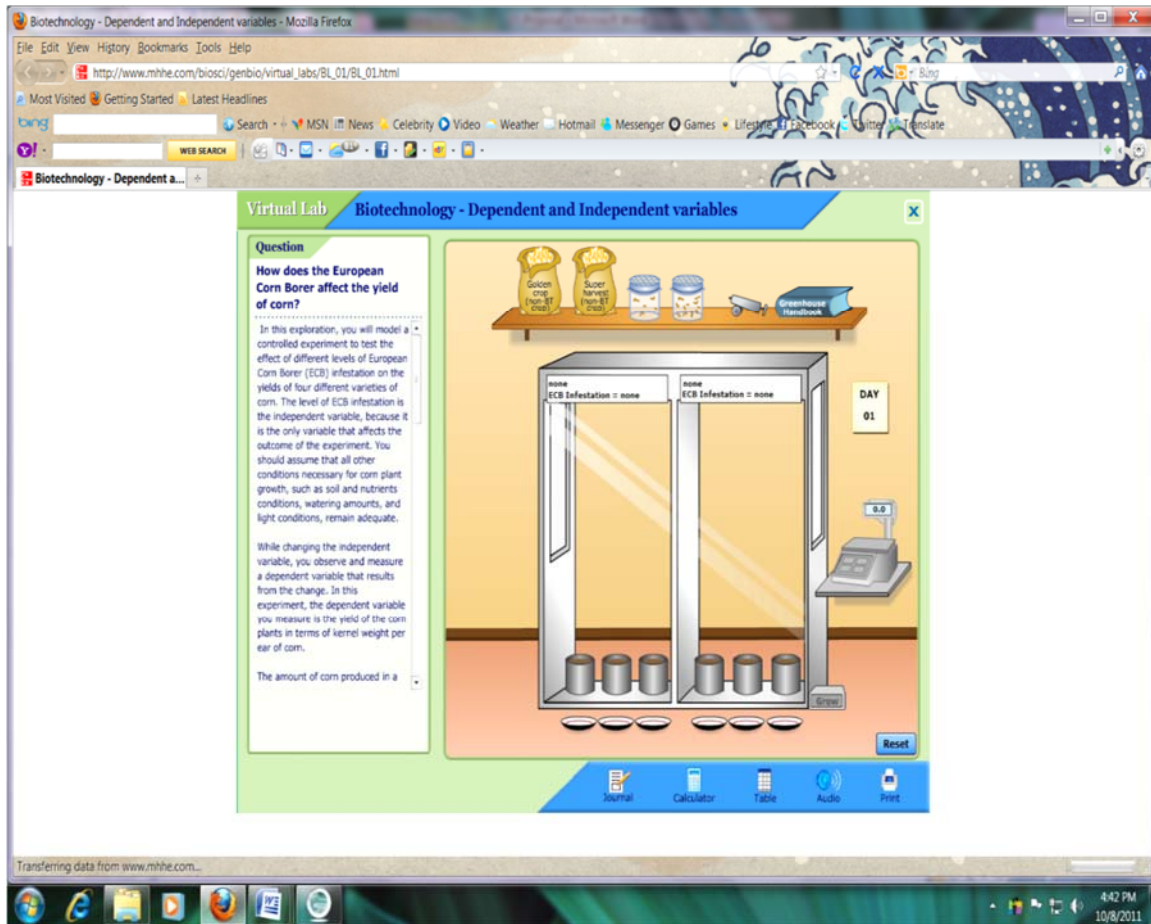 Biotechnology - Dependent and Independent variables - Mozilla Firefox
File Edit View History Bookmarks Tools Help
http://www.mhhe.com/biosci/genbio/virtual_labs/BL_01/BL_01.html
Bing
Most Visited Getting Started Latest Headlines
bing Search MSN News Celebrity Video Weather Hotmail Messenger Games Lifestyle Facebook Twitter Translate
Y! WEB SEARCH
Biotechnology - Dependent a...
Virtual Lab Biotechnology - Dependent and Independent variables X
Question
How does the European
Corn Borer affect the yield
of corn?
In this exploration, you will model a
controlled experiment to test the
effect of different levels of European
Corn Borer (ECB) infestation on the
yields of four different varieties of
corn. The level of ECB infestation is
the independent variable, because it
is the only variable that affects the
outcome of the experiment. You
should assume that all other
conditions necessary for corn plant
growth, such as soil and nutrients
conditions, watering amounts, and
light conditions, remain adequate.
While changing the independent
variable, you observe and measure
a dependent variable that results
from the change. In this
experiment, the dependent variable
you measure is the yield of the corn
plants in terms of kernel weight per
ear of corn.
The amount of corn produced in a
Golden
crop
(non-BT
crop)
Super
harvest
(non-BT
crop)
Greenhouse
Handbook
none
ECB Infestation = none
none
ECB Infestation = none
DAY
01
0.0
Grow
Reset
Journal Calculator Table Audio Print
Transferring data from www.mhhe.com...
4:42 PM
10/8/2011